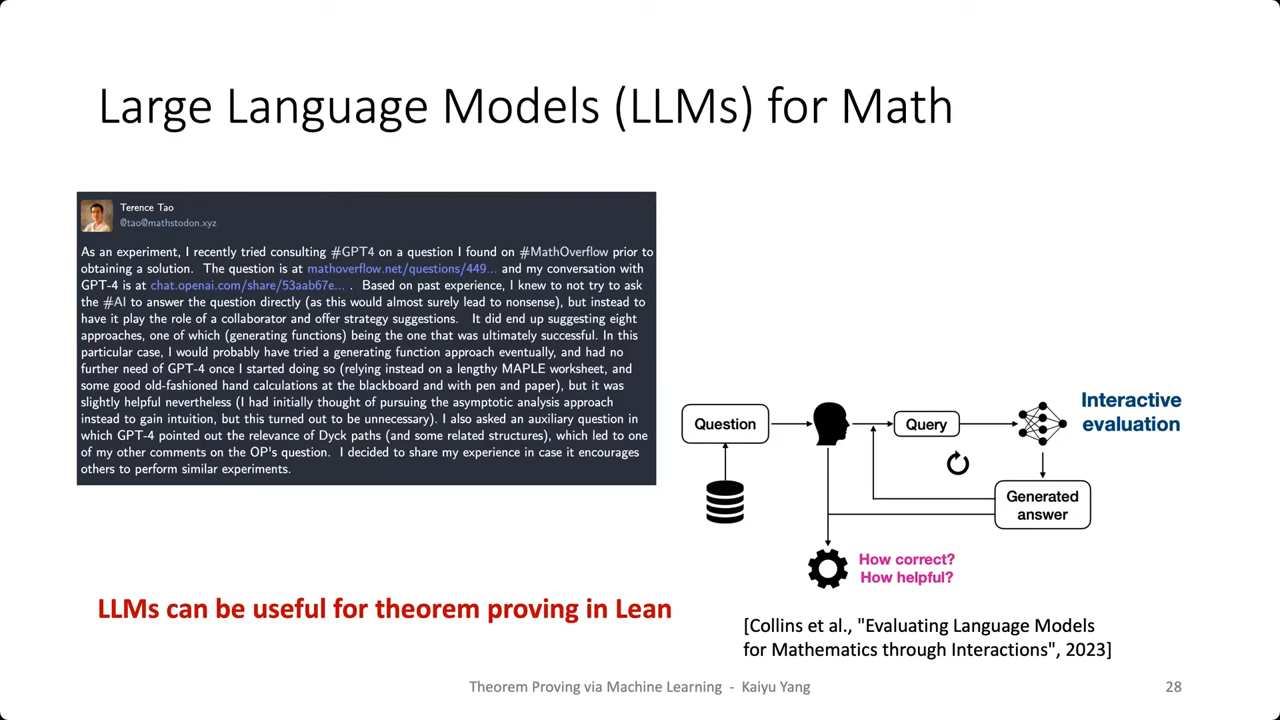 Large Language Models (LLMs) for Math
Terence Tao
@tao@mathstodon.xyz
As an experiment, I recently tried consulting #GPT4 on a question I found on #MathOverflow prior to
obtaining a solution. The question is at mathoverflow.net/questions/449... and my conversation with
GPT-4 is at chat.openai.com/share/53aab67e... . Based on past experience, I knew to not try to ask
the #AI to answer the question directly (as this would almost surely lead to nonsense), but instead to
have it play the role of a collaborator and offer strategy suggestions. It did end up suggesting eight
approaches, one of which (generating functions) being the one that was ultimately successful. In this
particular case, I would probably have tried a generating function approach eventually, and had no
further need of GPT-4 once I started doing so (relying instead on a lengthy MAPLE worksheet, and
some good old-fashioned hand calculations at the blackboard and with pen and paper), but it was
slightly helpful nevertheless (I had initially thought of pursuing the asymptotic analysis approach
instead to gain intuition, but this turned out to be unnecessary). I also asked an auxiliary question in
which GPT-4 pointed out the relevance of Dyck paths (and some related structures), which led to one
of my other comments on the OP's question. I decided to share my experience in case it encourages
others to perform similar experiments.
Question
Query
Interactive
evaluation
Generated
answer
How correct?
How helpful?
LLMs can be useful for theorem proving in Lean
[Collins et al., "Evaluating Language Models
for Mathematics through Interactions", 2023]
Theorem Proving via Machine Learning - Kaiyu Yang
28